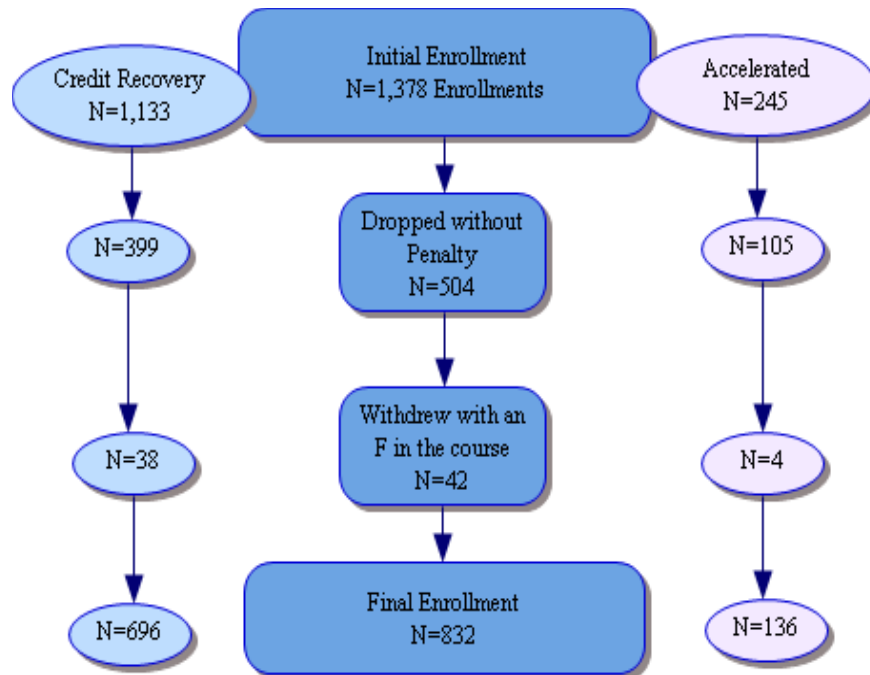 Credit Recovery
N=1,133
Initial Enrollment
N=1,378 Enrollments
Accelerated
N=245
N=399
Dropped without
Penalty
N=504
N=105
N=38
Withdrew with an
F in the course
N=42
N=4
N=696
Final Enrollment
N=832
N=136